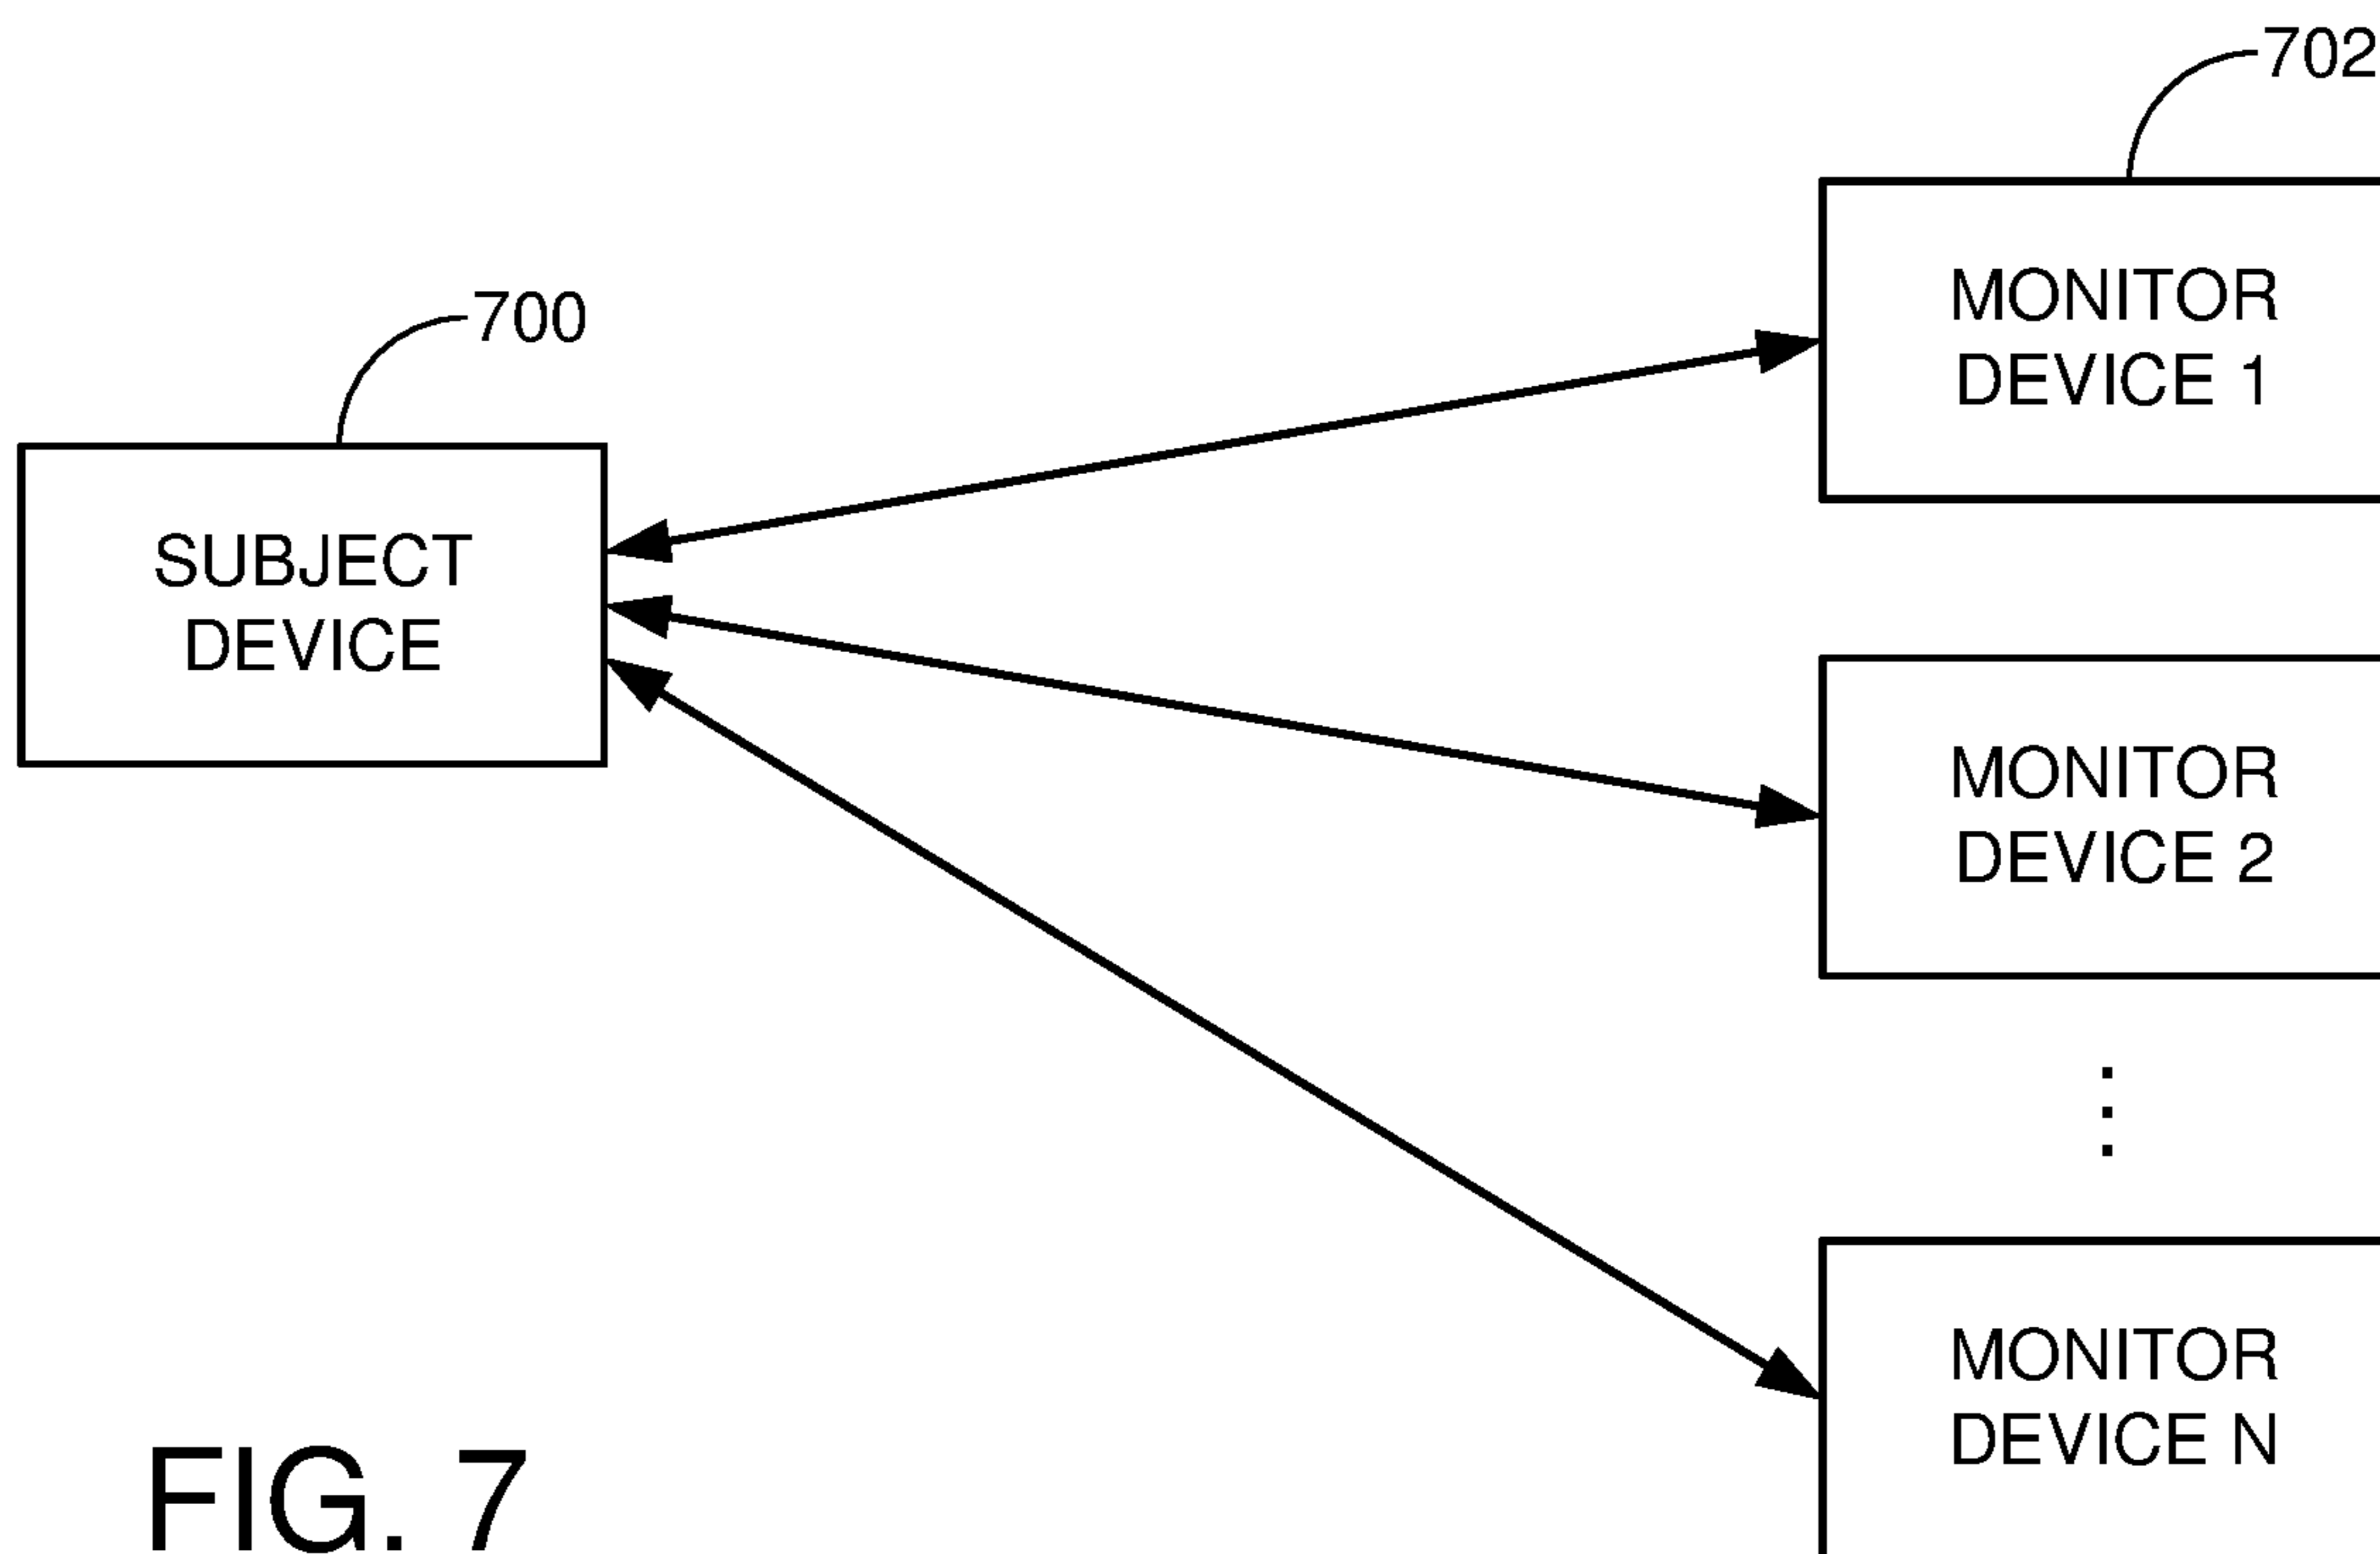 702
MONITOR
DEVICE 1
700
SUBJECT
DEVICE
MONITOR
DEVICE 2
MONITOR
DEVICE N
FIG. 7